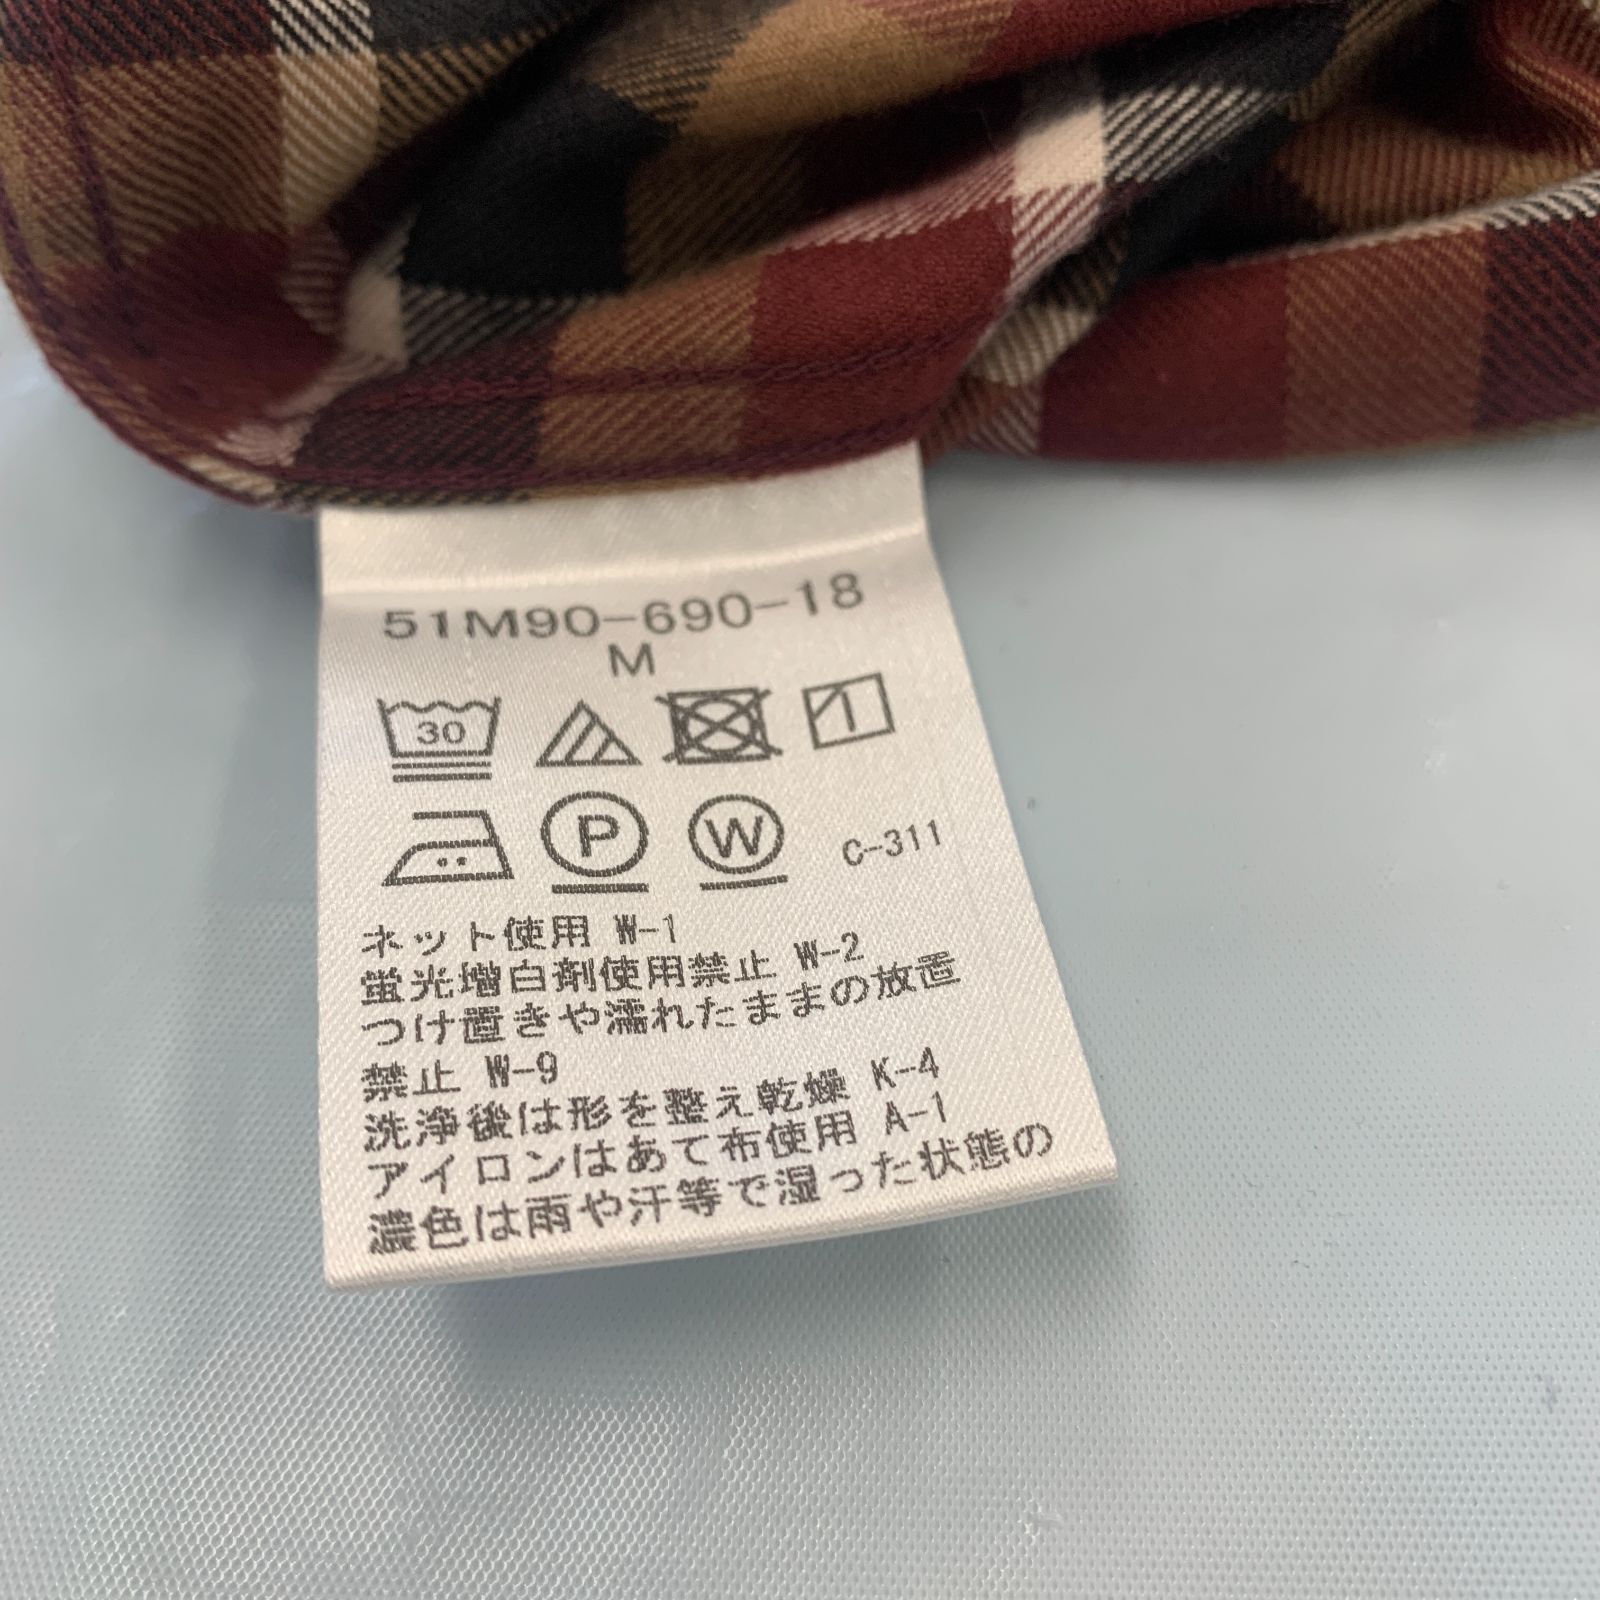 51M90-690-18
M
30
P W C-311
ネット使用 W-1
蛍光増白剤使用禁止 W-2
つけ置きや濡れたままの放置
禁止 W-9
洗浄後は形を整え乾燥 K-4
アイロンはあて布使用 A-1
濃色は雨や汗等で湿った状態の